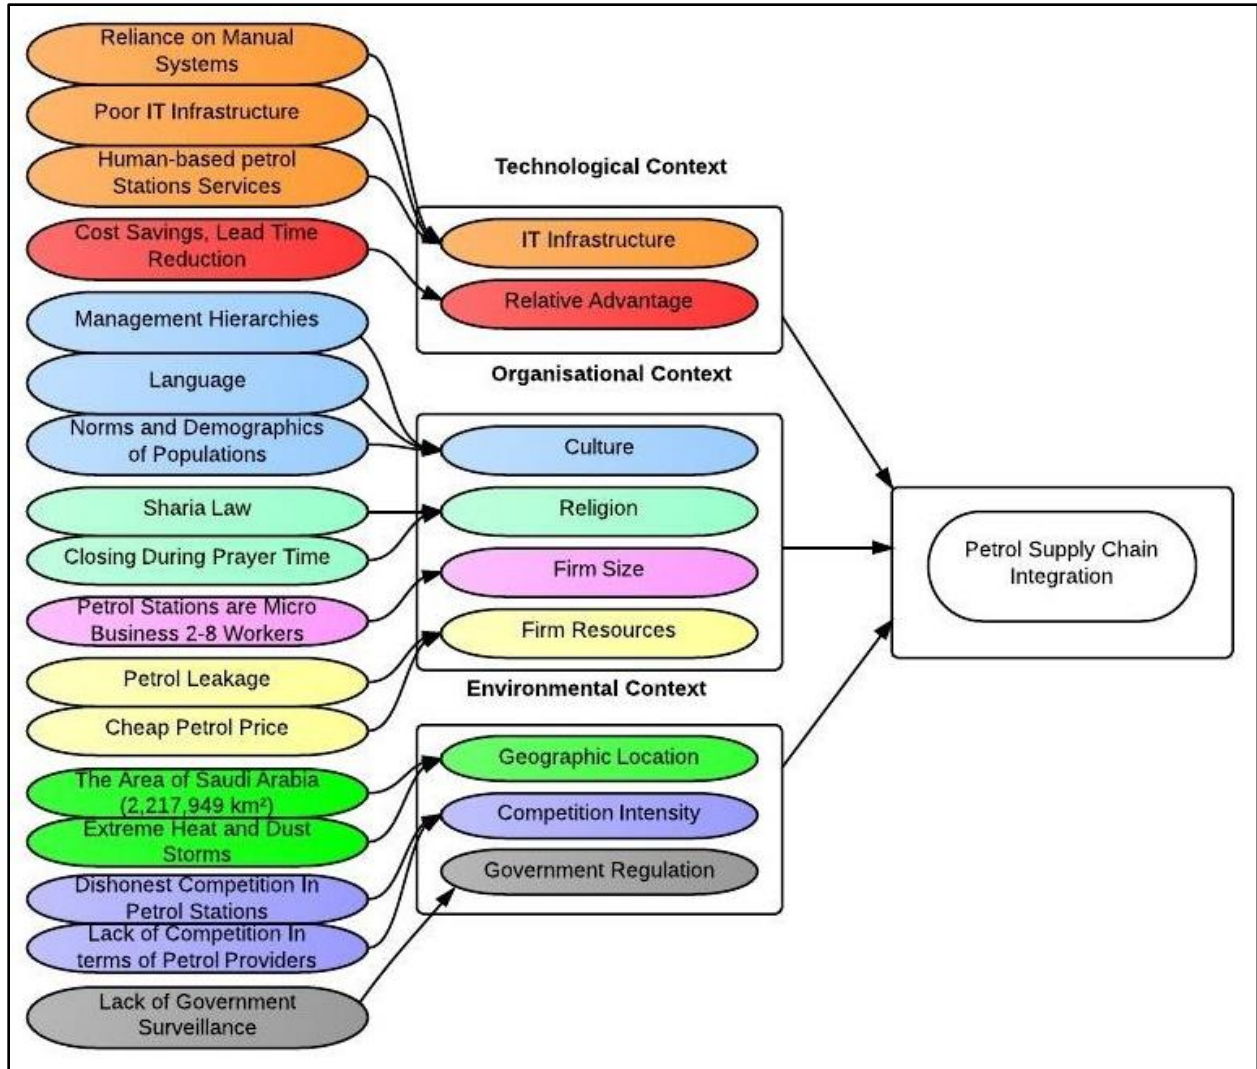 Reliance on Manual
Systems
Poor IT Infrastructure
Human-based petrol
Stations Services
Cost Savings, Lead Time
Reduction
Management Hierarchies
Language
Norms and Demographics
of Populations
Sharia Law
Closing During Prayer Time
Petrol Stations are Micro
Business 2-8 Workers
Petrol Leakage
Cheap Petrol Price
The Area of Saudi Arabia
(2,217,949 km²)
Extreme Heat and Dust
Storms
Dishonest Competition In
Petrol Stations
Lack of Competition In
terms of Petrol Providers
Lack of Government
Surveillance
Technological Context
IT Infrastructure
Relative Advantage
Organisational Context
Culture
Religion
Firm Size
Firm Resources
Environmental Context
Geographic Location
Competition Intensity
Government Regulation
Petrol Supply Chain
Integration